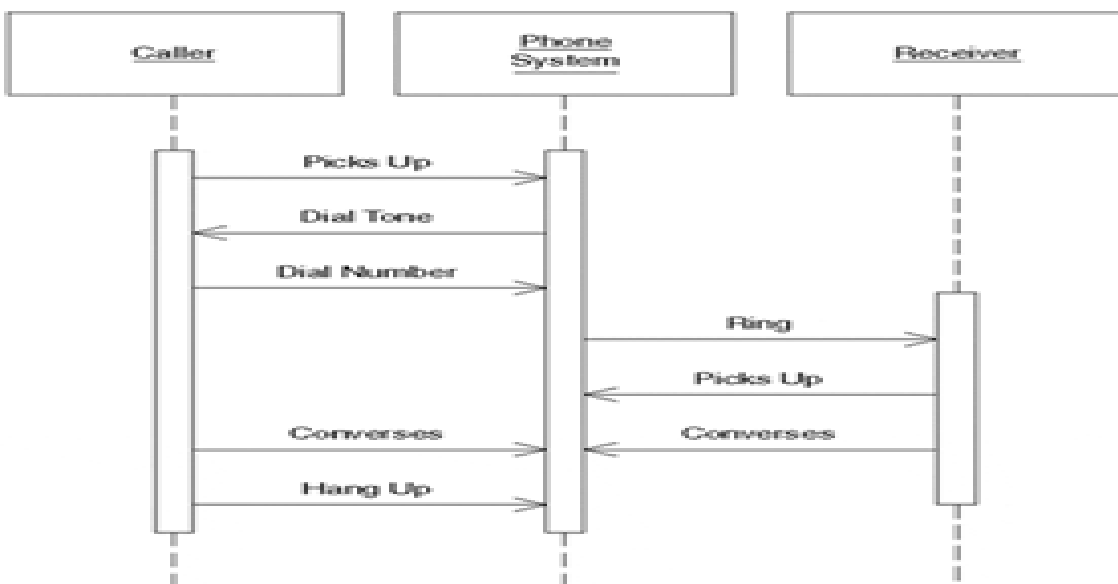 Caller
Phone
System
Receiver
Picks Up
Dial Tone
Dial Number
Ring
Picks Up
Converses
Converses
Hang Up